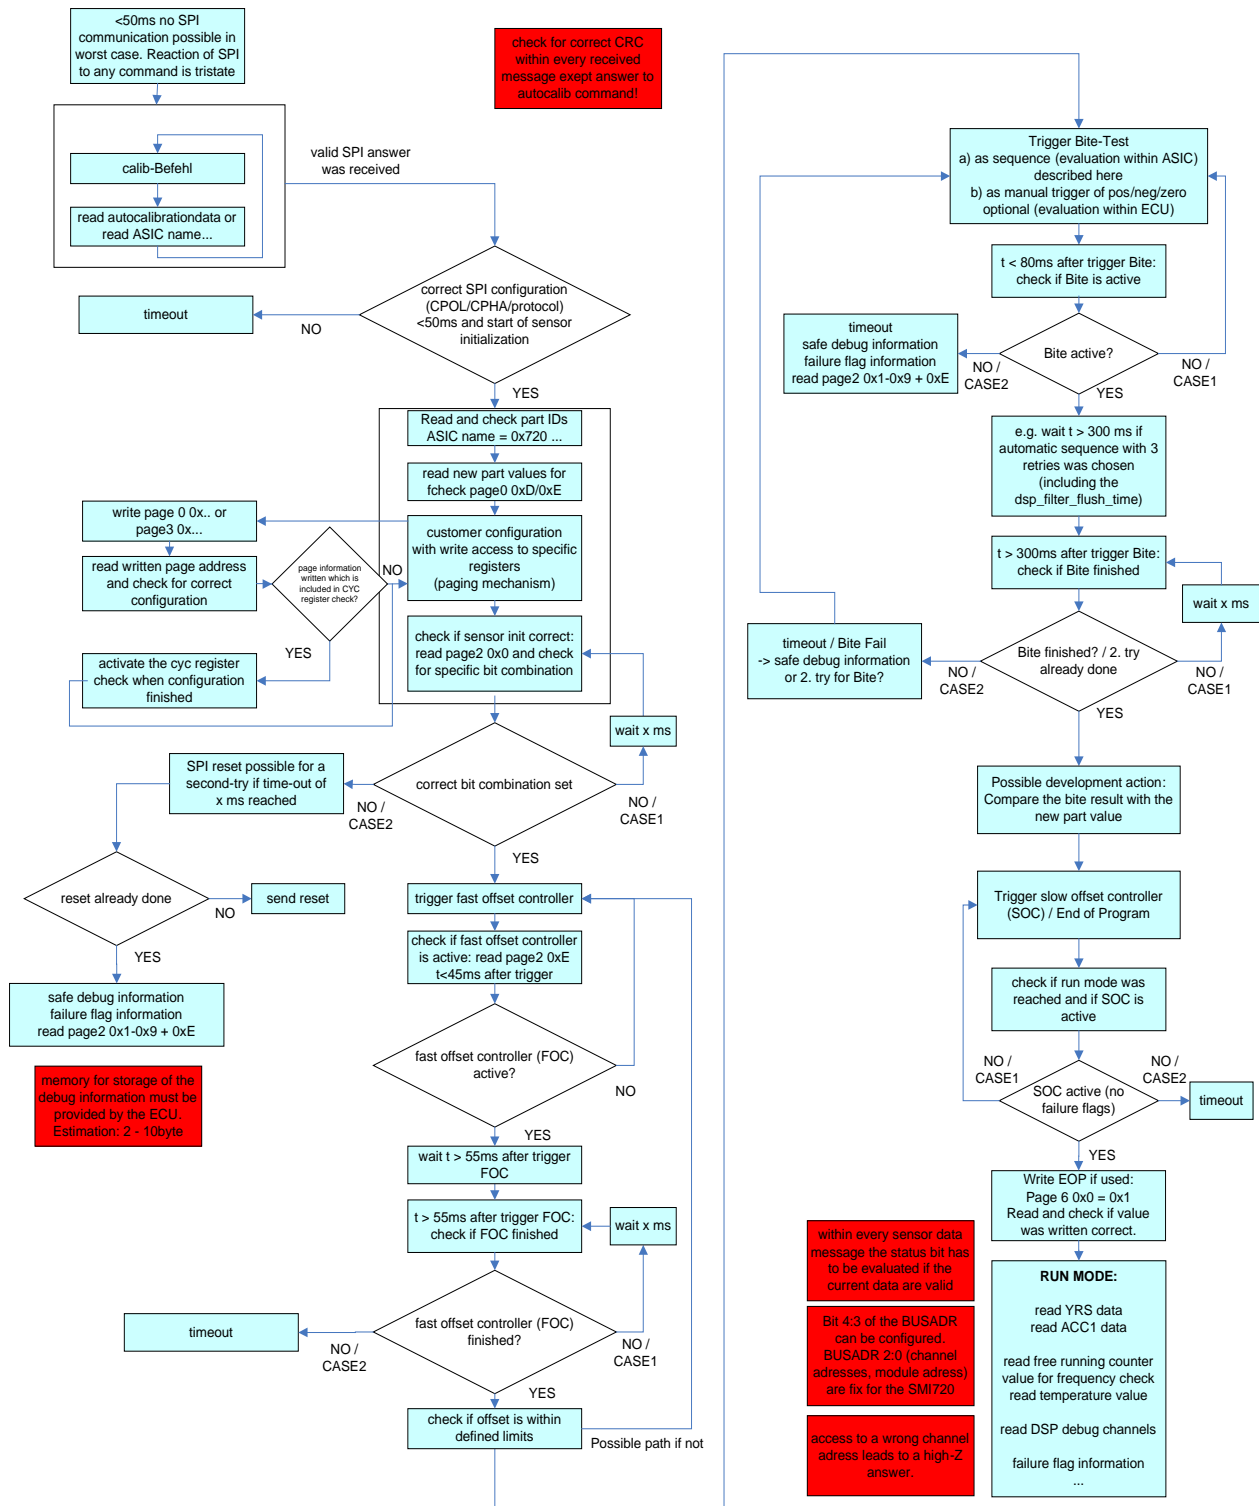 <50ms no SPI
communication possible in
worst case. Reaction of SPI
to any command is tristate
check for correct CRC
within every received
message exept answer to
autocalib command!
calib-Befehl
read autocalibrationdata or
read ASIC name...
valid SPI answer
was received
correct SPI configuration
(CPOL/CPHA/protocol)
<50ms and start of sensor
initialization
NO
timeout
YES
Read and check part IDs
ASIC name = 0x720 ...
read new part values for
fcheck page0 0xD/0xE
customer configuration
with write access to specific
registers
(paging mechanism)
write page 0 0x.. or
page3 0x...
read written page address
and check for correct
configuration
page information
written which is
included in CYC
register check?
NO
YES
activate the cyc register
check when configuration
finished
check if sensor init correct:
read page2 0x0 and check
for specific bit combination
wait x ms
correct bit combination set
NO /
CASE1
NO /
CASE2
SPI reset possible for a
second-try if time-out of
x ms reached
reset already done
NO
send reset
YES
safe debug information
failure flag information
read page2 0x1-0x9 + 0xE
memory for storage of the
debug information must be
provided by the ECU.
Estimation: 2 - 10byte
YES
trigger fast offset controller
check if fast offset controller
is active: read page2 0xE
t<45ms after trigger
fast offset controller (FOC)
active?
NO
YES
wait t > 55ms after trigger
FOC
t > 55ms after trigger FOC:
check if FOC finished
wait x ms
fast offset controller (FOC)
finished?
NO /
CASE1
NO /
CASE2
timeout
YES
check if offset is within
defined limits
Possible path if not
Trigger Bite-Test
a) as sequence (evaluation within ASIC)
described here
b) as manual trigger of pos/neg/zero
optional (evaluation within ECU)
t < 80ms after trigger Bite:
check if Bite is active
Bite active?
NO /
CASE1
NO /
CASE2
timeout
safe debug information
failure flag information
read page2 0x1-0x9 + 0xE
YES
e.g. wait t > 300 ms if
automatic sequence with 3
retries was chosen
(including the
dsp_filter_flush_time)
t > 300ms after trigger Bite:
check if Bite finished
wait x ms
Bite finished? / 2. try
already done
NO /
CASE1
NO /
CASE2
timeout / Bite Fail
-> safe debug information
or 2. try for Bite?
YES
Possible development action:
Compare the bite result with the
new part value
Trigger slow offset controller
(SOC) / End of Program
check if run mode was
reached and if SOC is
active
SOC active (no
failure flags)
NO /
CASE1
NO /
CASE2
timeout
YES
Write EOP if used:
Page 6 0x0 = 0x1
Read and check if value
was written correct.
within every sensor data
message the status bit has
to be evaluated if the
current data are valid
Bit 4:3 of the BUSADR
can be configured.
BUSADR 2:0 (channel
adresses, module adress)
are fix for the SMI720
access to a wrong channel
adress leads to a high-Z
answer.
RUN MODE:
read YRS data
read ACC1 data
read free running counter
value for frequency check
read temperature value
read DSP debug channels
failure flag information
...